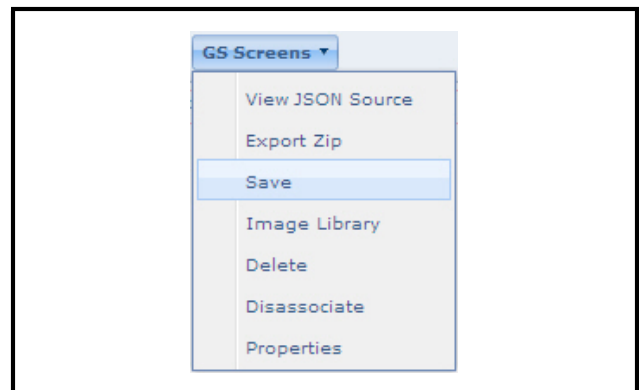 GS Screens
View JSON Source
Export Zip
Save
Image Library
Delete
Disassociate
Properties